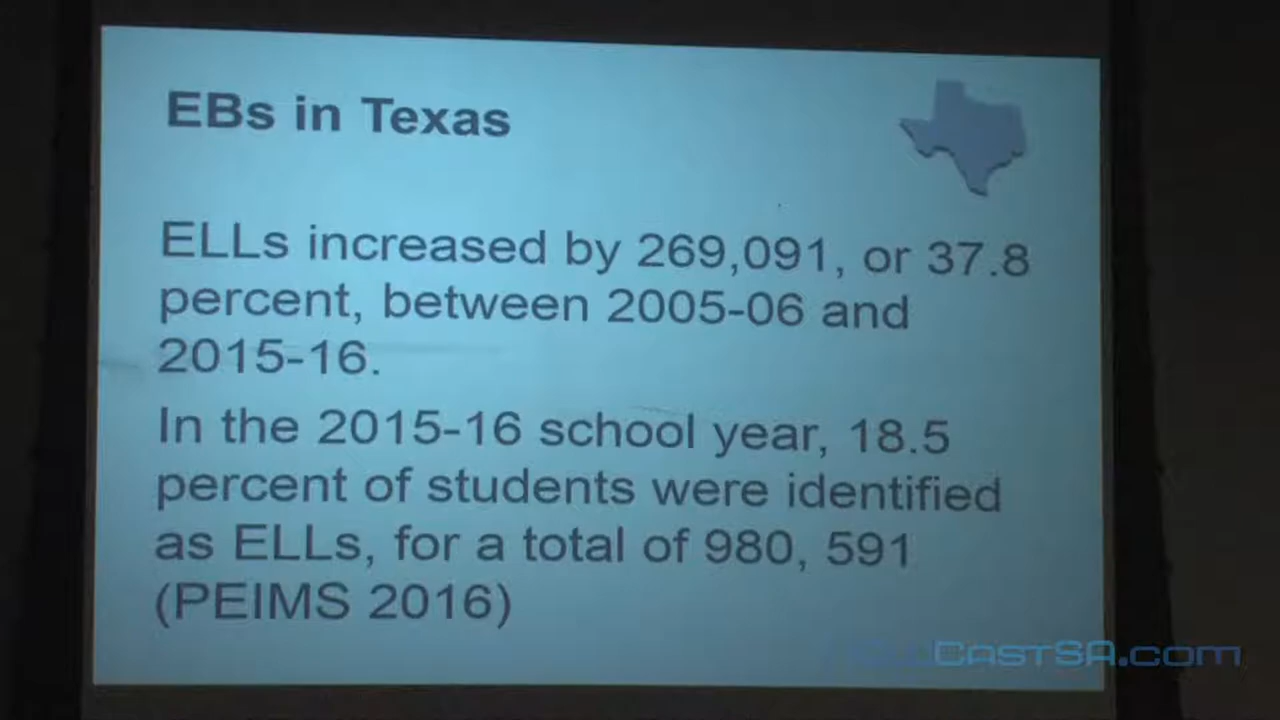 EBs in Texas
ELLs increased by 269,091, or 37.8
percent, between 2005-06 and
2015-16.
In the 2015-16 school year, 18.5
percent of students were identified
as ELLs, for a total of 980, 591
(PEIMS 2016)
CastSA.com